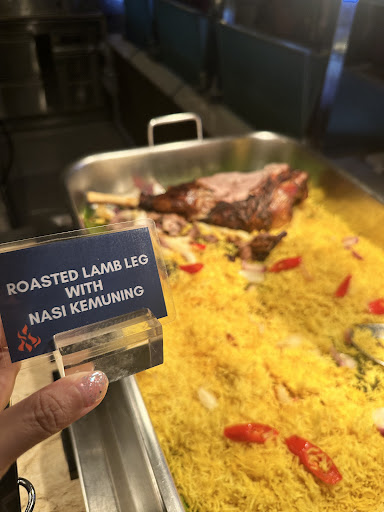 ROASTED LAMB LEG
WITH
NASI KEMUNING